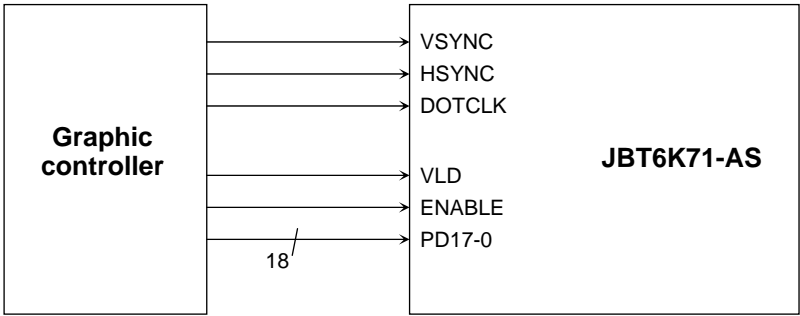 Graphic
controller
VSYNC
HSYNC
DOTCLK
VLD
ENABLE
PD17-0
18
JBT6K71-AS